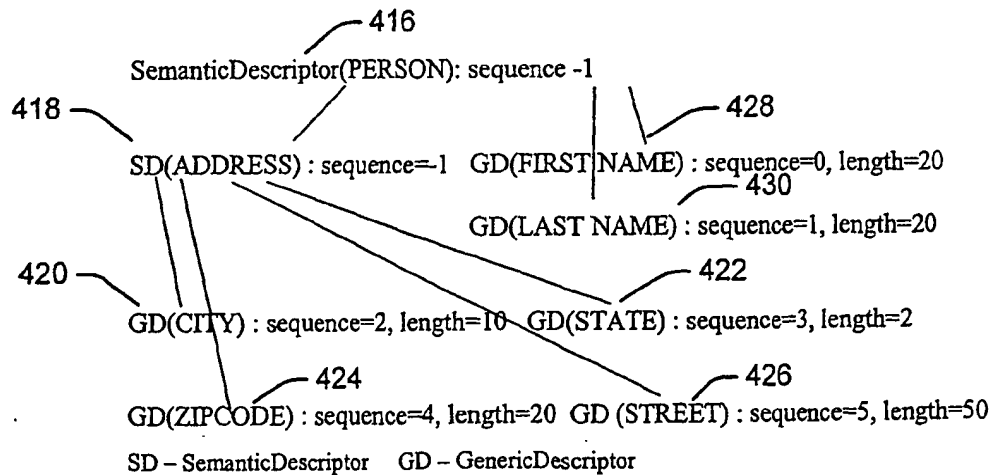 416
SemanticDescriptor(PERSON): sequence -1
418
428
SD(ADDRESS) : sequence=-1 GD(FIRST NAME) : sequence=0, length=20
430
GD(LAST NAME) : sequence=1, length=20
420
422
GD(CITY) : sequence=2, length=10 GD(STATE) : sequence=3, length=2
424
426
GD(ZIPCODE) : sequence=4, length=20 GD (STREET) : sequence=5, length=50
SD – SemanticDescriptor GD – GenericDescriptor